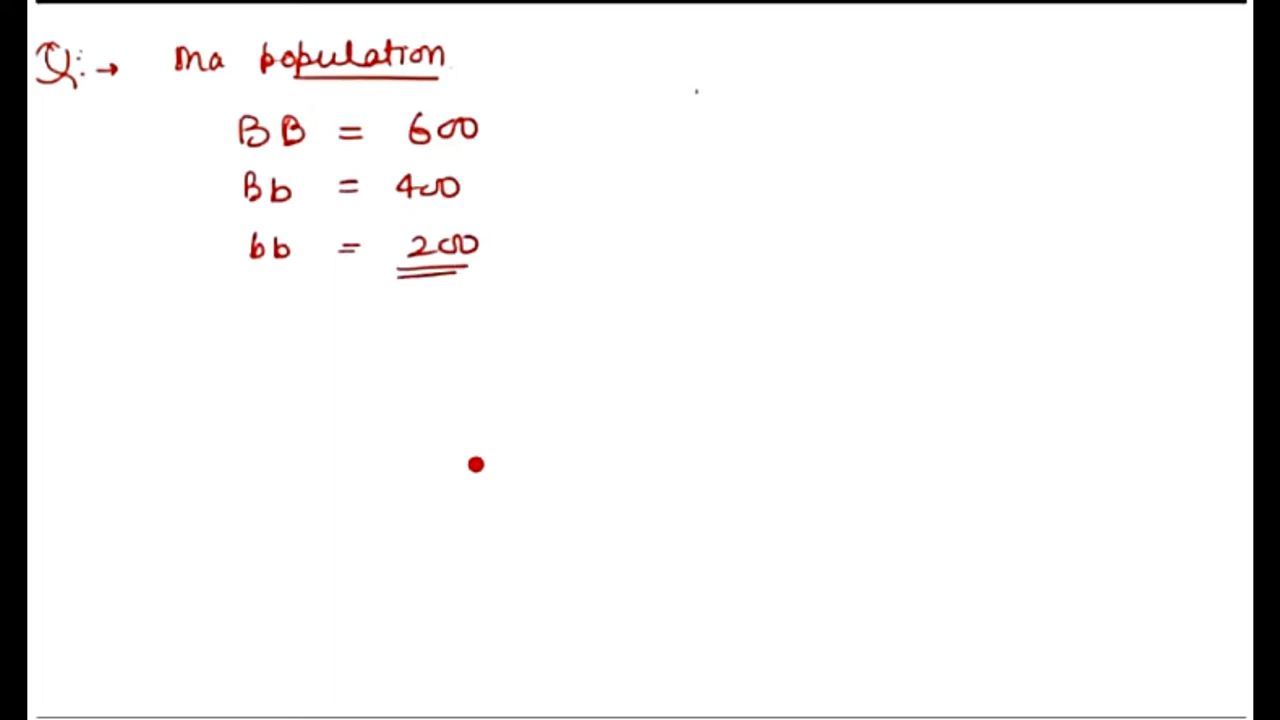 Q:→ In a population
BB = 600
Bb = 400
bb = 200